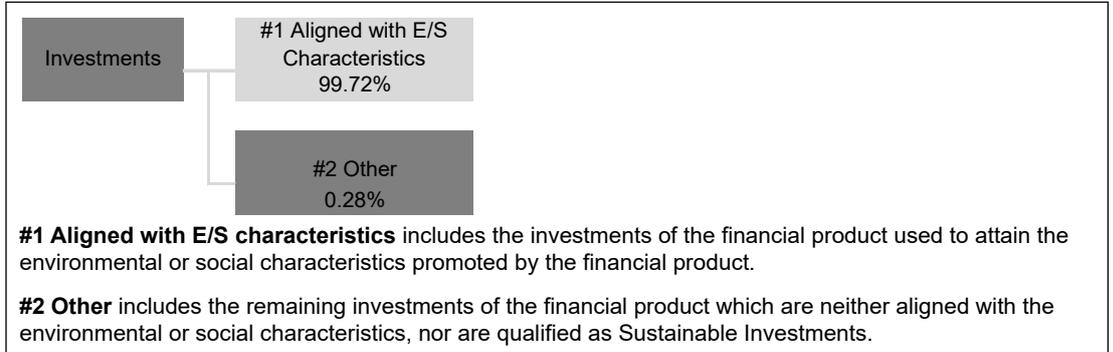 Investments
#1 Aligned with E/S
Characteristics
99.72%
#2 Other
0.28%
#1 Aligned with E/S characteristics includes the investments of the financial product used to attain the
environmental or social characteristics promoted by the financial product.
#2 Other includes the remaining investments of the financial product which are neither aligned with the
environmental or social characteristics, nor are qualified as Sustainable Investments.